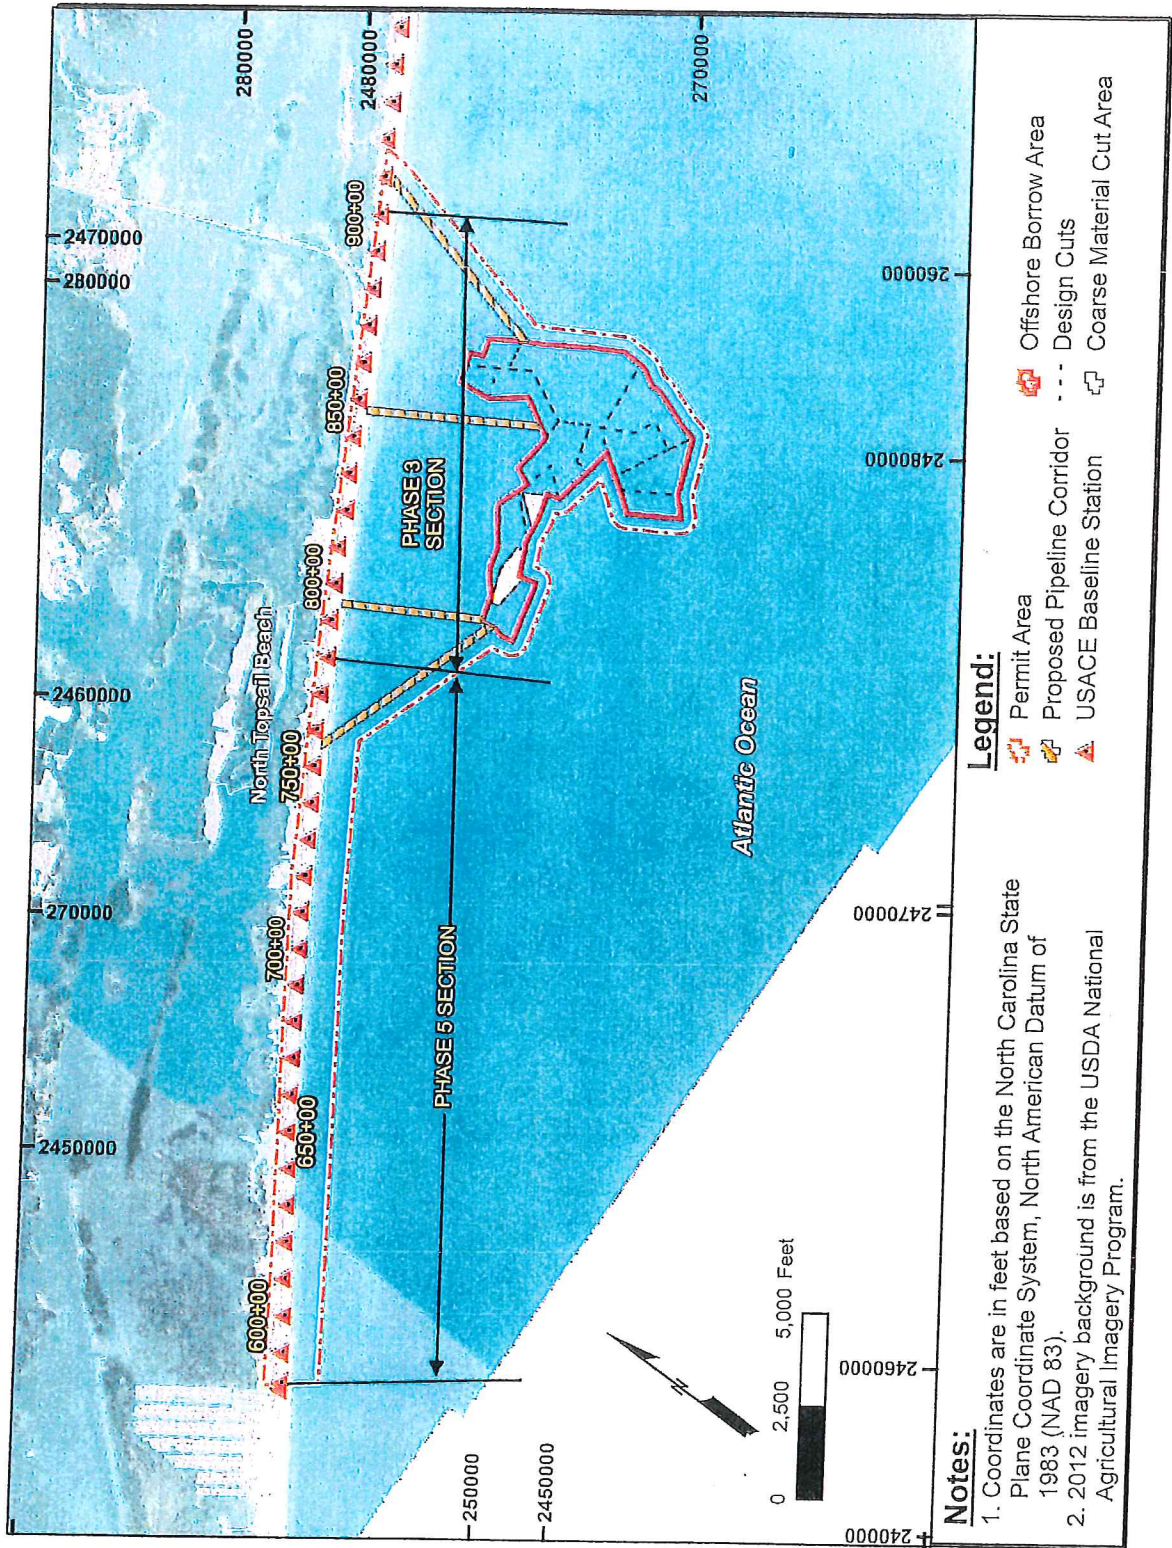 280000
2480000
270000
2470000
280000
900+00
260000
850+00
2480000
PHASE 3
SECTION
800+00
North Topsail Beach
2460000
750+00
Atlantic Ocean
270000
700+00
2470000
PHASE 5 SECTION
2450000
650+00
600+00
2460000
250000
2450000
240000
N
0 2,500 5,000 Feet
Notes:
1. Coordinates are in feet based on the North Carolina State
Plane Coordinate System, North American Datum of
1983 (NAD 83).
2. 2012 imagery background is from the USDA National
Agricultural Imagery Program.
Legend:
Permit Area
Proposed Pipeline Corridor
USACE Baseline Station
Offshore Borrow Area
Design Cuts
Coarse Material Cut Area